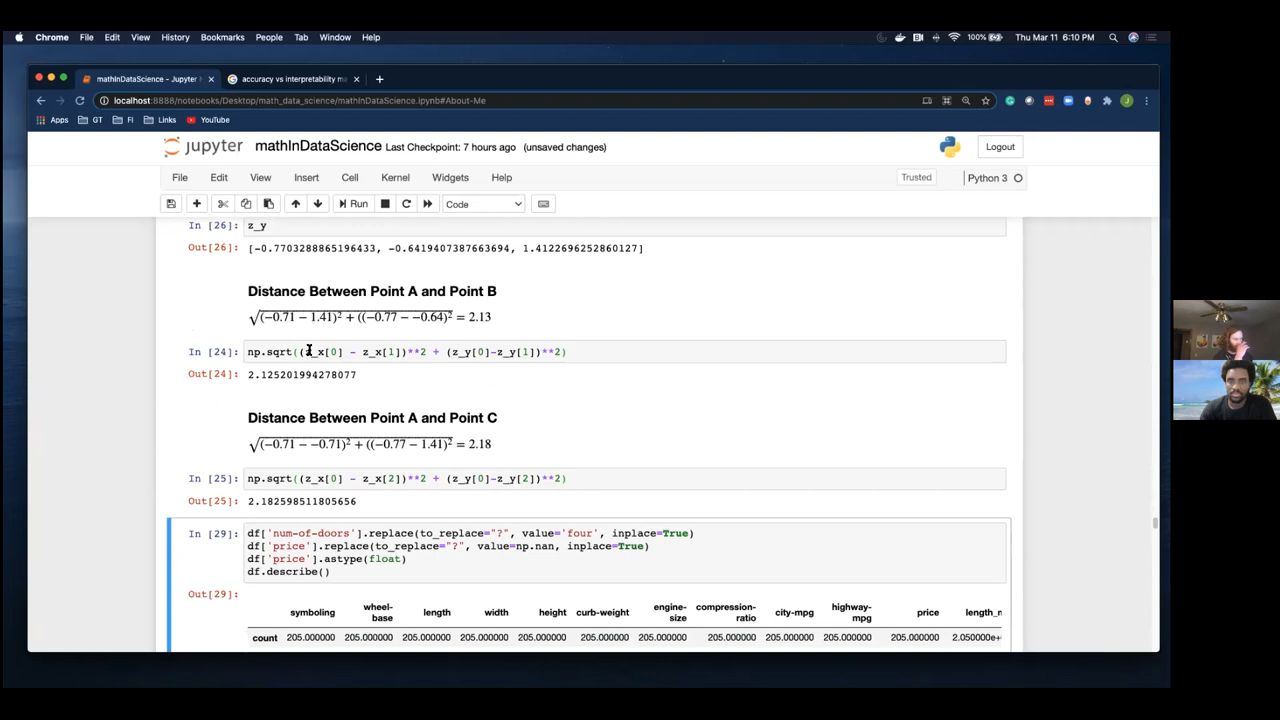 Chrome File Edit View History Bookmarks People Tab Window Help 100% Thu Mar 11 6:10 PM
mathInDataScience - Jupyter accuracy vs interpretability ma
localhost:8888/notebooks/Desktop/math_data_science/mathInDataScience.ipynb#About-Me
Apps GT FI Links YouTube
jupyter mathInDataScience Last Checkpoint: 7 hours ago (unsaved changes) Logout
File Edit View Insert Cell Kernel Widgets Help Trusted Python 3
Run Code
In [26]: z_y
Out[26]: [-0.7703288865196433, -0.6419407387663694, 1.4122696252860127]
Distance Between Point A and Point B
√(−0.71 − 1.41)² + ((−0.77 − −0.64)² = 2.13
In [24]: np.sqrt((z_x[0] - z_x[1])**2 + (z_y[0]-z_y[1])**2)
Out[24]: 2.125201994278077
Distance Between Point A and Point C
√(−0.71 − −0.71)² + ((−0.77 − 1.41)² = 2.18
In [25]: np.sqrt((z_x[0] - z_x[2])**2 + (z_y[0]-z_y[2])**2)
Out[25]: 2.182598511805656
In [29]: df['num-of-doors'].replace(to_replace="?", value='four', inplace=True)
df['price'].replace(to_replace="?", value=np.nan, inplace=True)
df['price'].astype(float)
df.describe()
Out[29]:
symboling wheel-base length width height curb-weight engine-size compression-ratio city-mpg highway-mpg price length_n
count 205.000000 205.000000 205.000000 205.000000 205.000000 205.000000 205.000000 205.000000 205.000000 205.000000 205.000000 2.050000e+